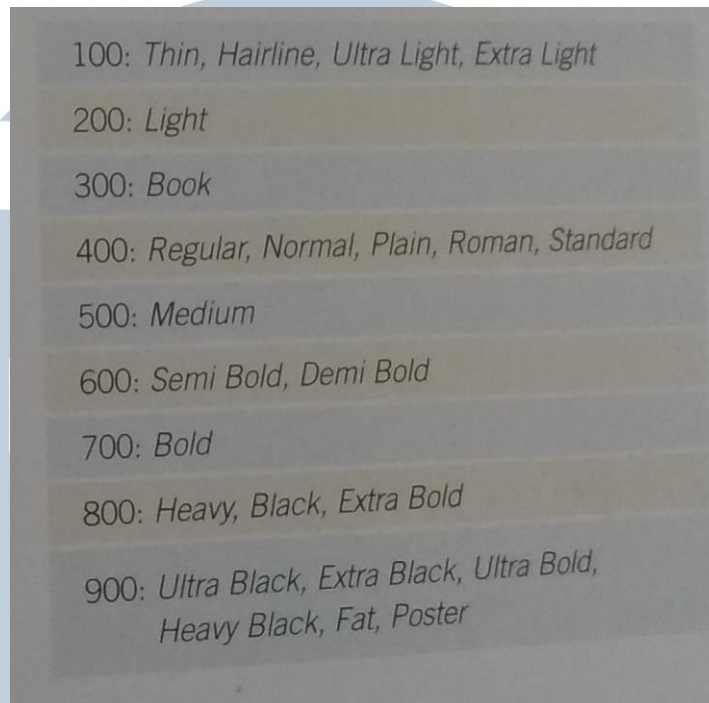 100: Thin, Hairline, Ultra Light, Extra Light
200: Light
300: Book
400: Regular, Normal, Plain, Roman, Standard
500: Medium
600: Semi Bold, Demi Bold
700: Bold
800: Heavy, Black, Extra Bold
900: Ultra Black, Extra Black, Ultra Bold,
Heavy Black, Fat, Poster